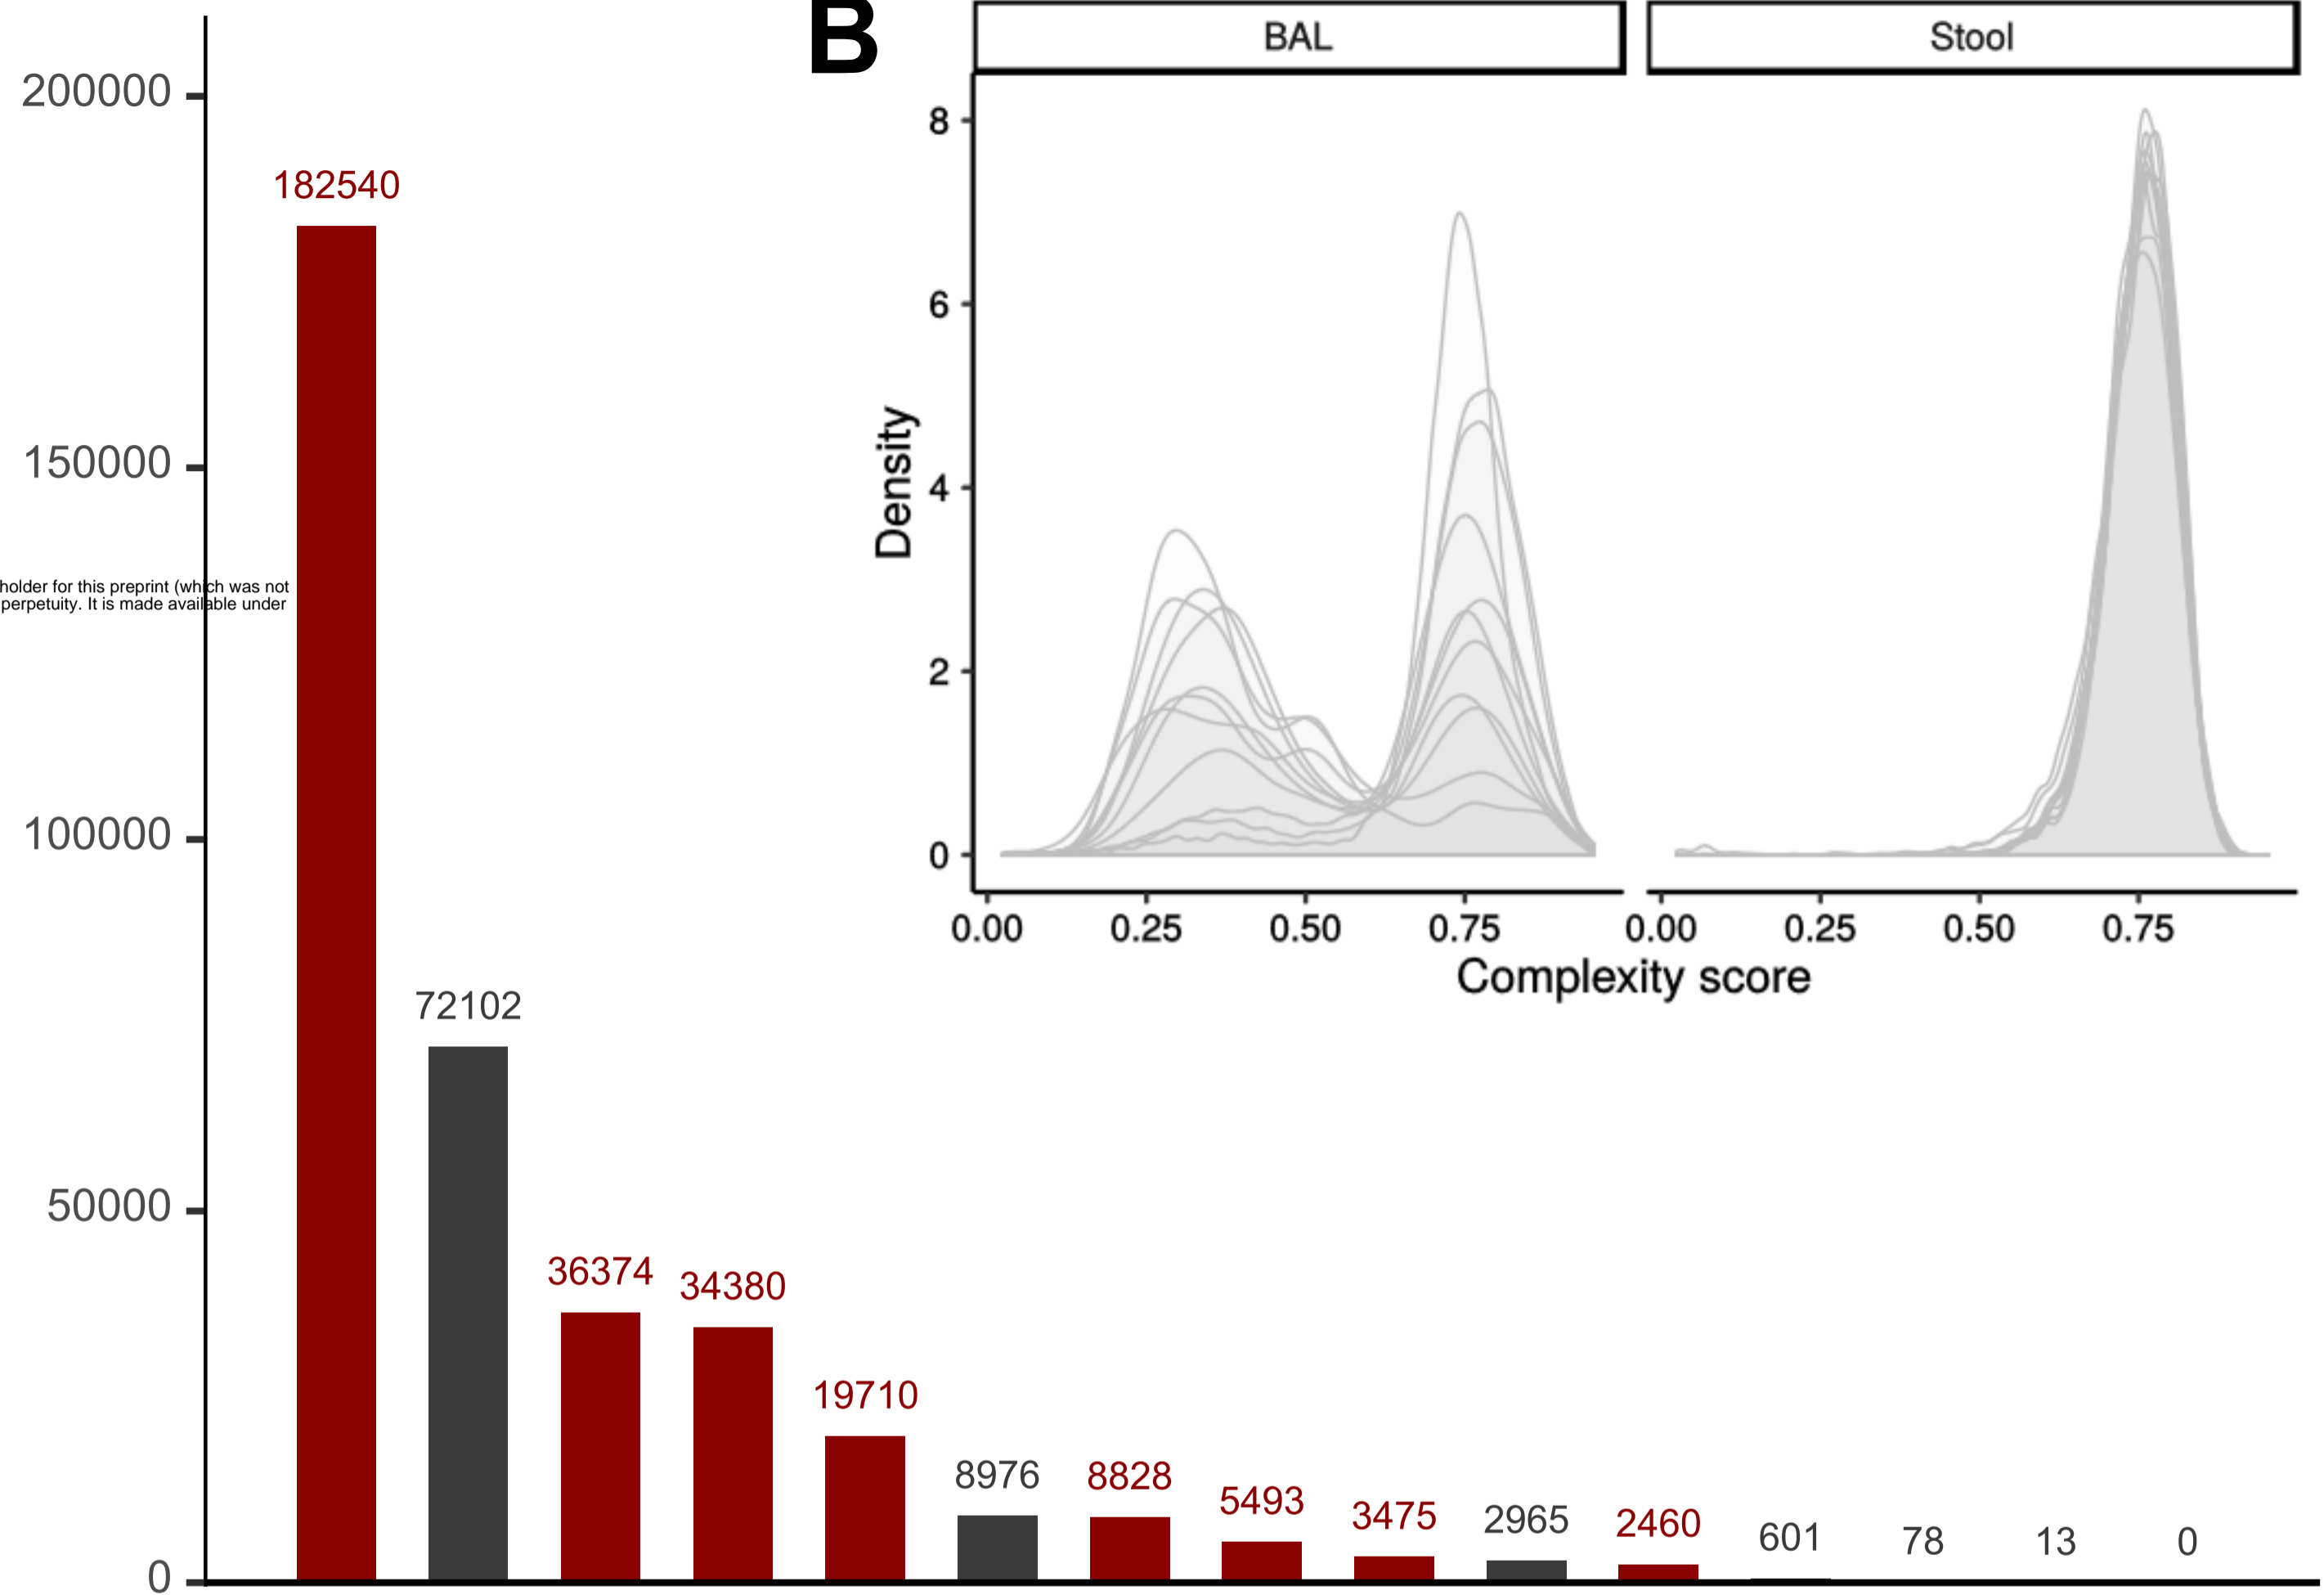 B
BAL
Stool
200000
150000
100000
50000
0
182540
72102
36374
34380
19710
8976
8828
5493
3475
2965
2460
601
78
13
0
holder for this preprint (which was not
perpetuity. It is made available under
Density
8
6
4
2
0
0.00 0.25 0.50 0.75
0.00 0.25 0.50 0.75
Complexity score